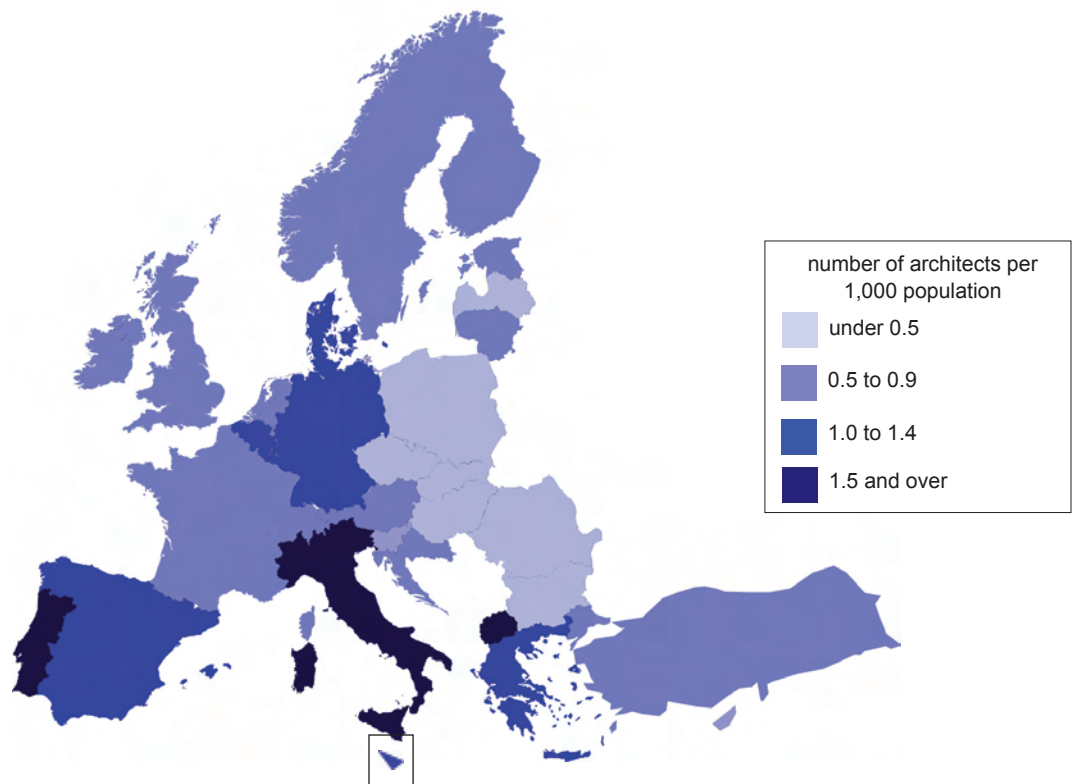 number of architects per
1,000 population
under 0.5
0.5 to 0.9
1.0 to 1.4
1.5 and over